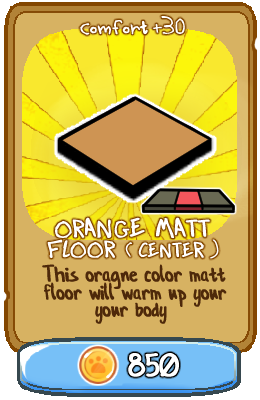 comfort +30
ORANGE MATT
FLOOR ( CENTER )
This oragne color matt
floor will warm up your
your body
850